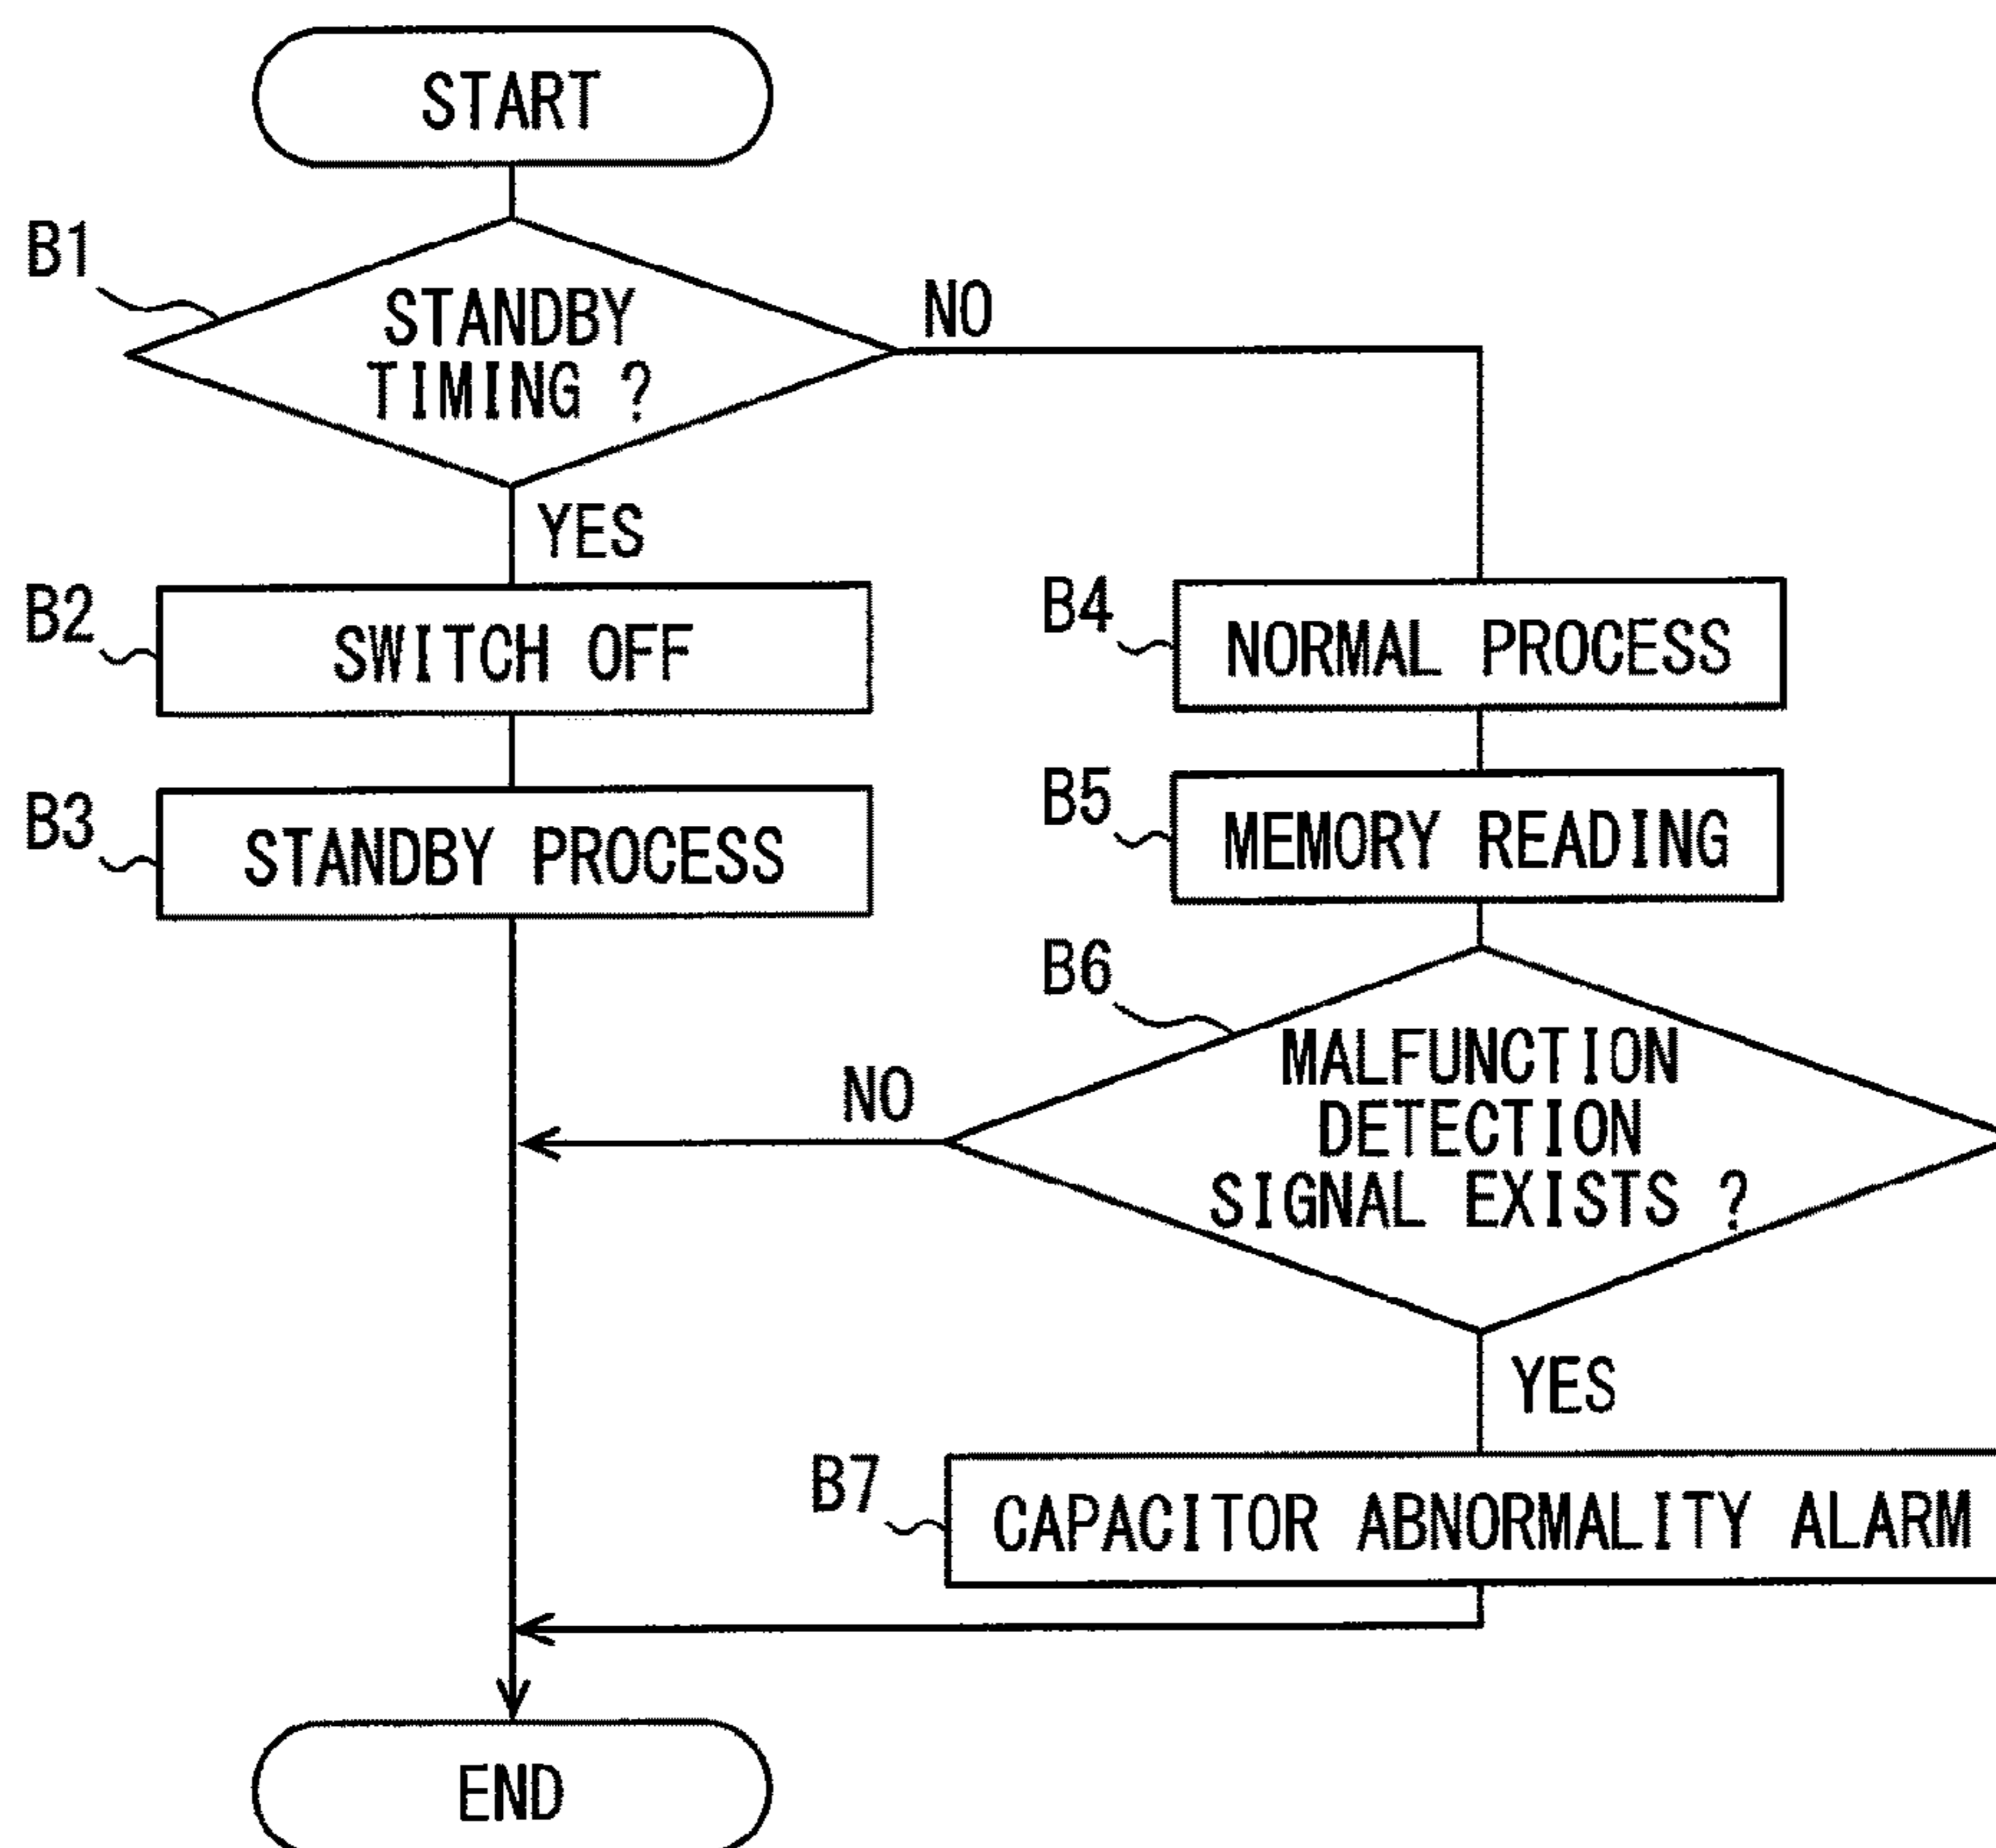 START
B1
STANDBY
TIMING ?
NO
YES
B2
SWITCH OFF
B3
STANDBY PROCESS
B4
NORMAL PROCESS
B5
MEMORY READING
B6
MALFUNCTION
DETECTION
SIGNAL EXISTS ?
NO
YES
B7
CAPACITOR ABNORMALITY ALARM
END